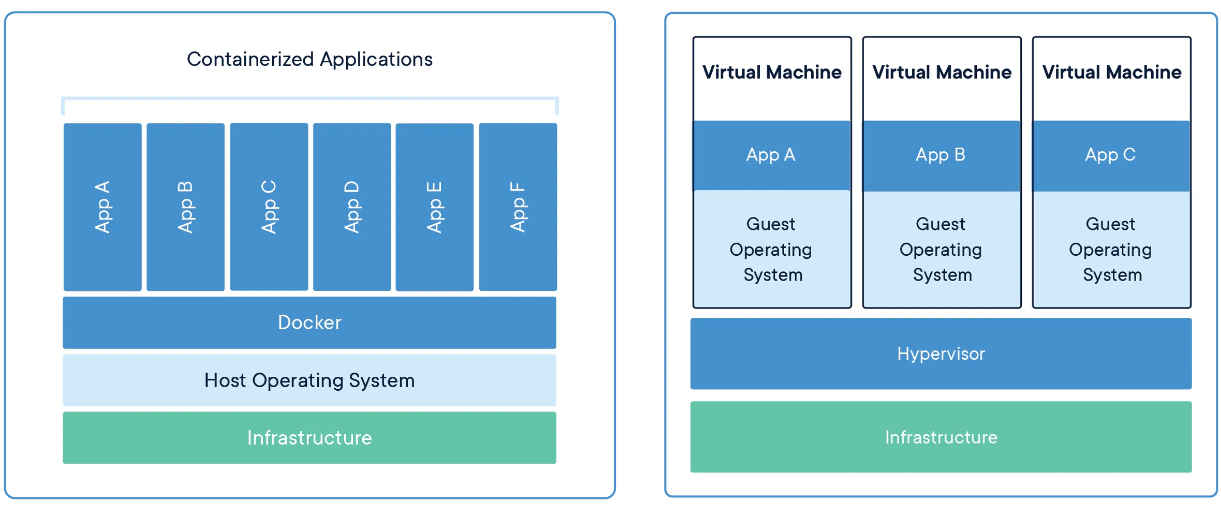 Containerized Applications
App A
App B
App C
App D
App E
App F
Docker
Host Operating System
Infrastructure
Virtual Machine
App A
Guest
Operating
System
Virtual Machine
App B
Guest
Operating
System
Virtual Machine
App C
Guest
Operating
System
Hypervisor
Infrastructure